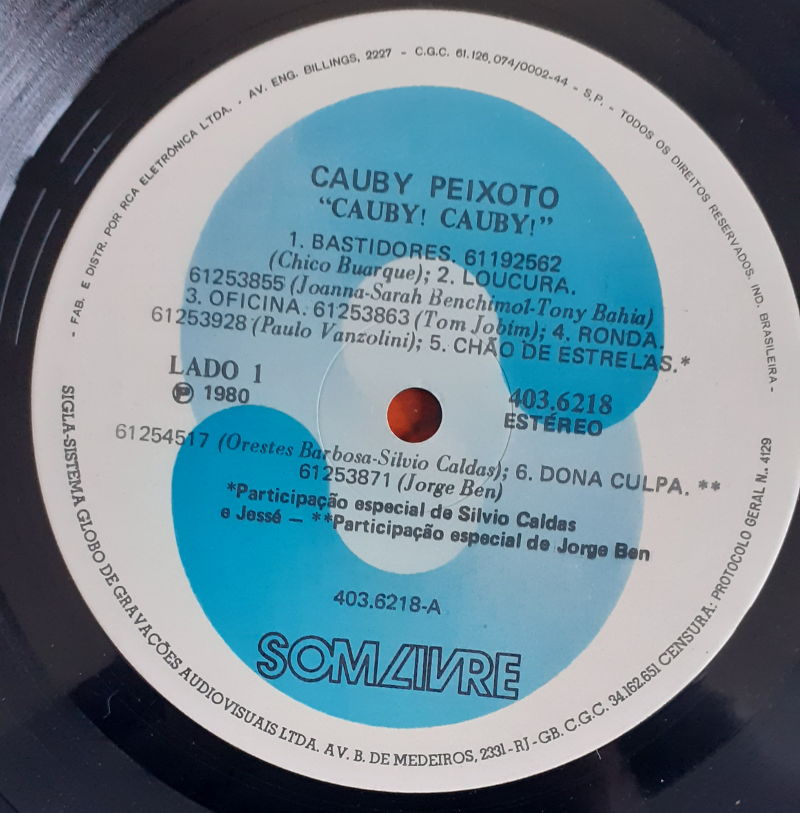 - FAB. E DISTR. POR RCA ELETRÔNICA LTDA. . AV. ENG. BILLINGS, 2227 - C.G.C. 61.126.074/0002-44 - S.P. - TODOS OS DIREITOS RESERVADOS. IND. BRASILEIRA -
CAUBY PEIXOTO
"CAUBY! CAUBY!"
1. BASTIDORES. 61192562
(Chico Buarque); 2. LOUCURA.
61253855 (Joanna-Sarah Benchimol-Tony Bahia)
3. OFICINA. 61253863 (Tom Jobim); 4. RONDA.
61253928 (Paulo Vanzolini); 5. CHÃO DE ESTRELAS.*
LADO 1
Ⓟ 1980
403.6218
ESTÉREO
61254517 (Orestes Barbosa-Silvio Caldas); 6. DONA CULPA. **
61253871 (Jorge Ben)
*Participação especial de Silvio Caldas
e Jessé — **Participação especial de Jorge Ben
403.6218-A
SOM LIVRE
SIGLA-SISTEMA GLOBO DE GRAVAÇÕES AUDIOVISUAIS LTDA. AV. B. DE MEDEIROS, 2331-RJ-GB. C.G.C. 34.162.651 CENSURA: PROTOCOLO GERAL N.. 4129